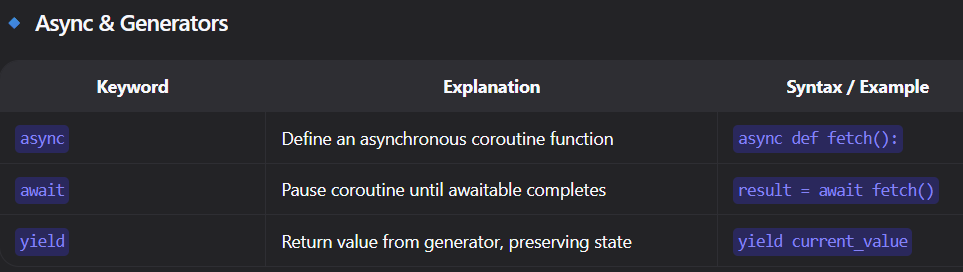 Async & Generators
Keyword Explanation Syntax / Example
async Define an asynchronous coroutine function async def fetch():
await Pause coroutine until awaitable completes result = await fetch()
yield Return value from generator, preserving state yield current_value